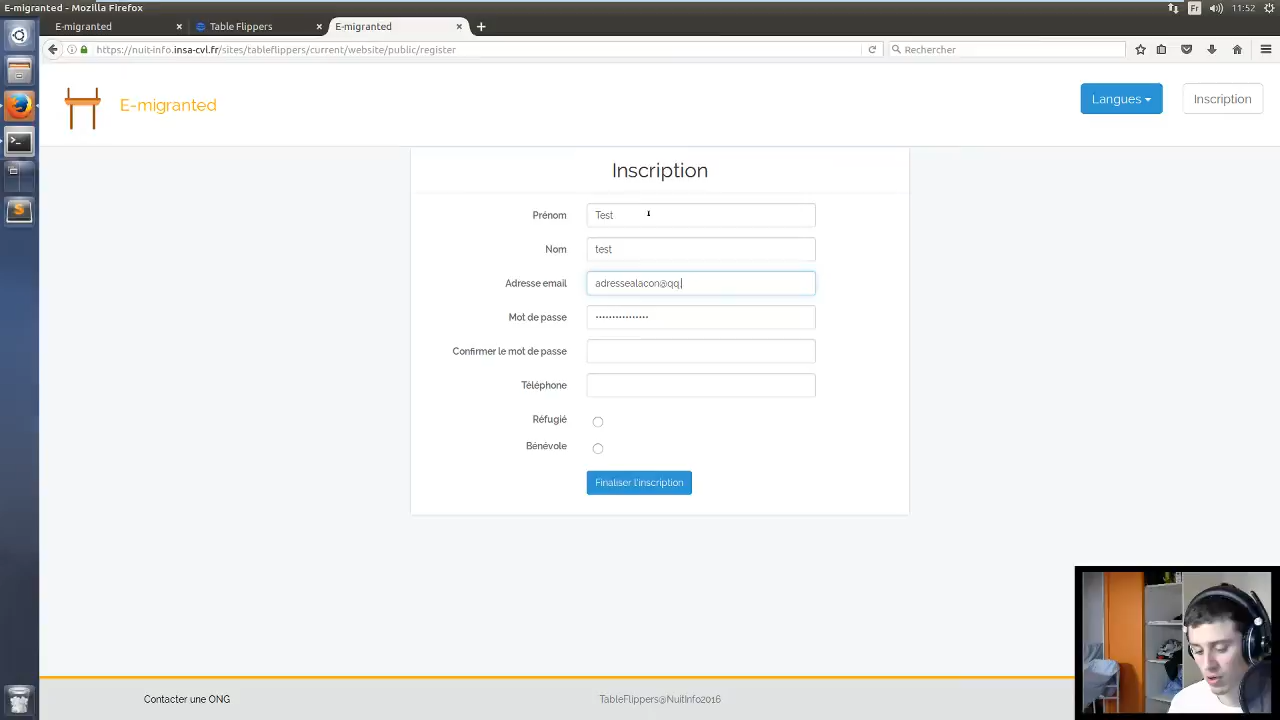 E-migranted - Mozilla Firefox
Fr
11:52
E-migranted
Table Flippers
E-migranted
https://nuit-info.insa-cvl.fr/sites/tableflippers/current/website/public/register
Rechercher
E-migranted
Langues
Inscription
Inscription
Prénom
Test
Nom
test
Adresse email
adressealacon@qq.
Mot de passe
••••••••••••••••
Confirmer le mot de passe
Téléphone
Réfugié
Bénévole
Finaliser l'inscription
Contacter une ONG
TableFlippers@NuitInfo2016